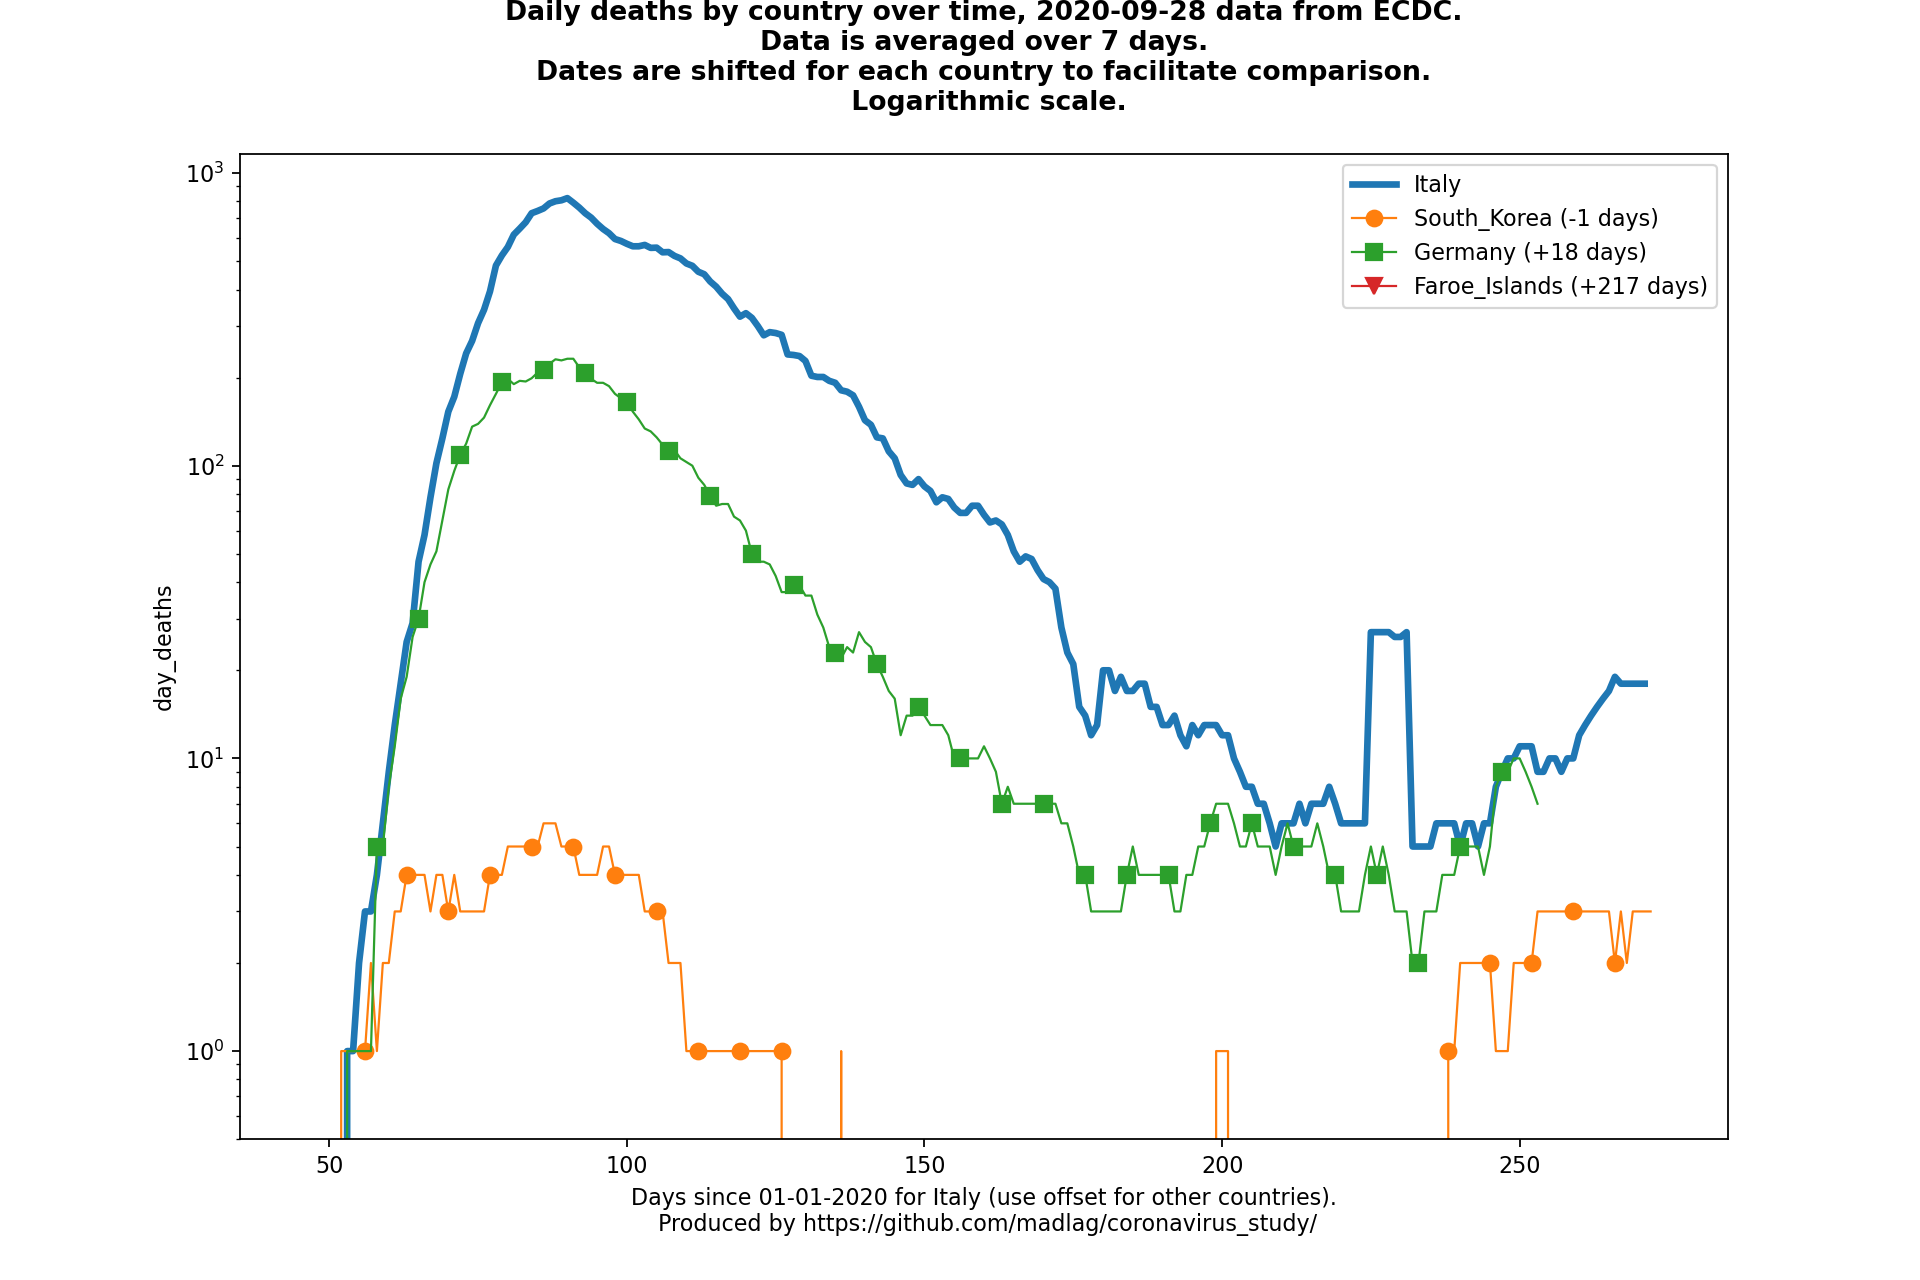 Daily deaths by country over time, 2020-09-28 data from ECDC.
Data is averaged over 7 days.
Dates are shifted for each country to facilitate comparison.
Logarithmic scale.
10³
10²
10¹
10⁰
day_deaths
Italy
South_Korea (-1 days)
Germany (+18 days)
Faroe_Islands (+217 days)
50 100 150 200 250
Days since 01-01-2020 for Italy (use offset for other countries).
Produced by https://github.com/madlag/coronavirus_study/